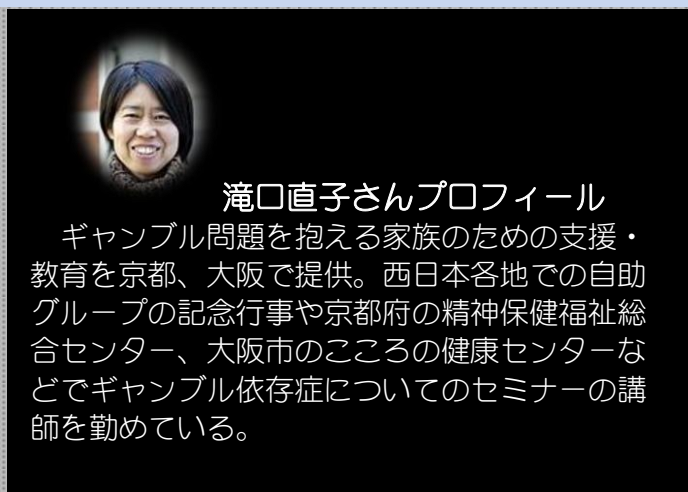 滝口直子さんプロフィール
ギャンブル問題を抱える家族のための支援・
教育を京都、大阪で提供。西日本各地での自助
グループの記念行事や京都府の精神保健福祉総
合センター、大阪市のこころの健康センターな
どでギャンブル依存症についてのセミナーの講
師を勤めている。